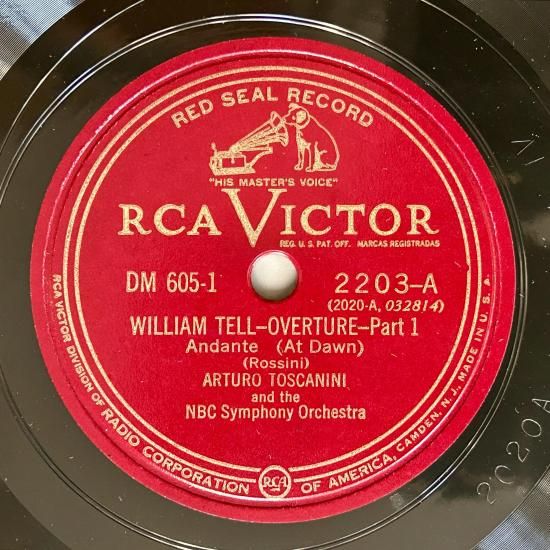 RED SEAL RECORD
"HIS MASTER'S VOICE"
RCA VICTOR
REG. U. S. PAT. OFF. MARCAS REGISTRADAS
DM 605-1
2203-A
(2020-A, 032814)
WILLIAM TELL–OVERTURE–Part 1
Andante (At Dawn)
(Rossini)
ARTURO TOSCANINI
and the
NBC Symphony Orchestra
RCA VICTOR DIVISION OF RADIO CORPORATION OF AMERICA, CAMDEN, N. J., MADE IN U. S. A.
RCA
2020A